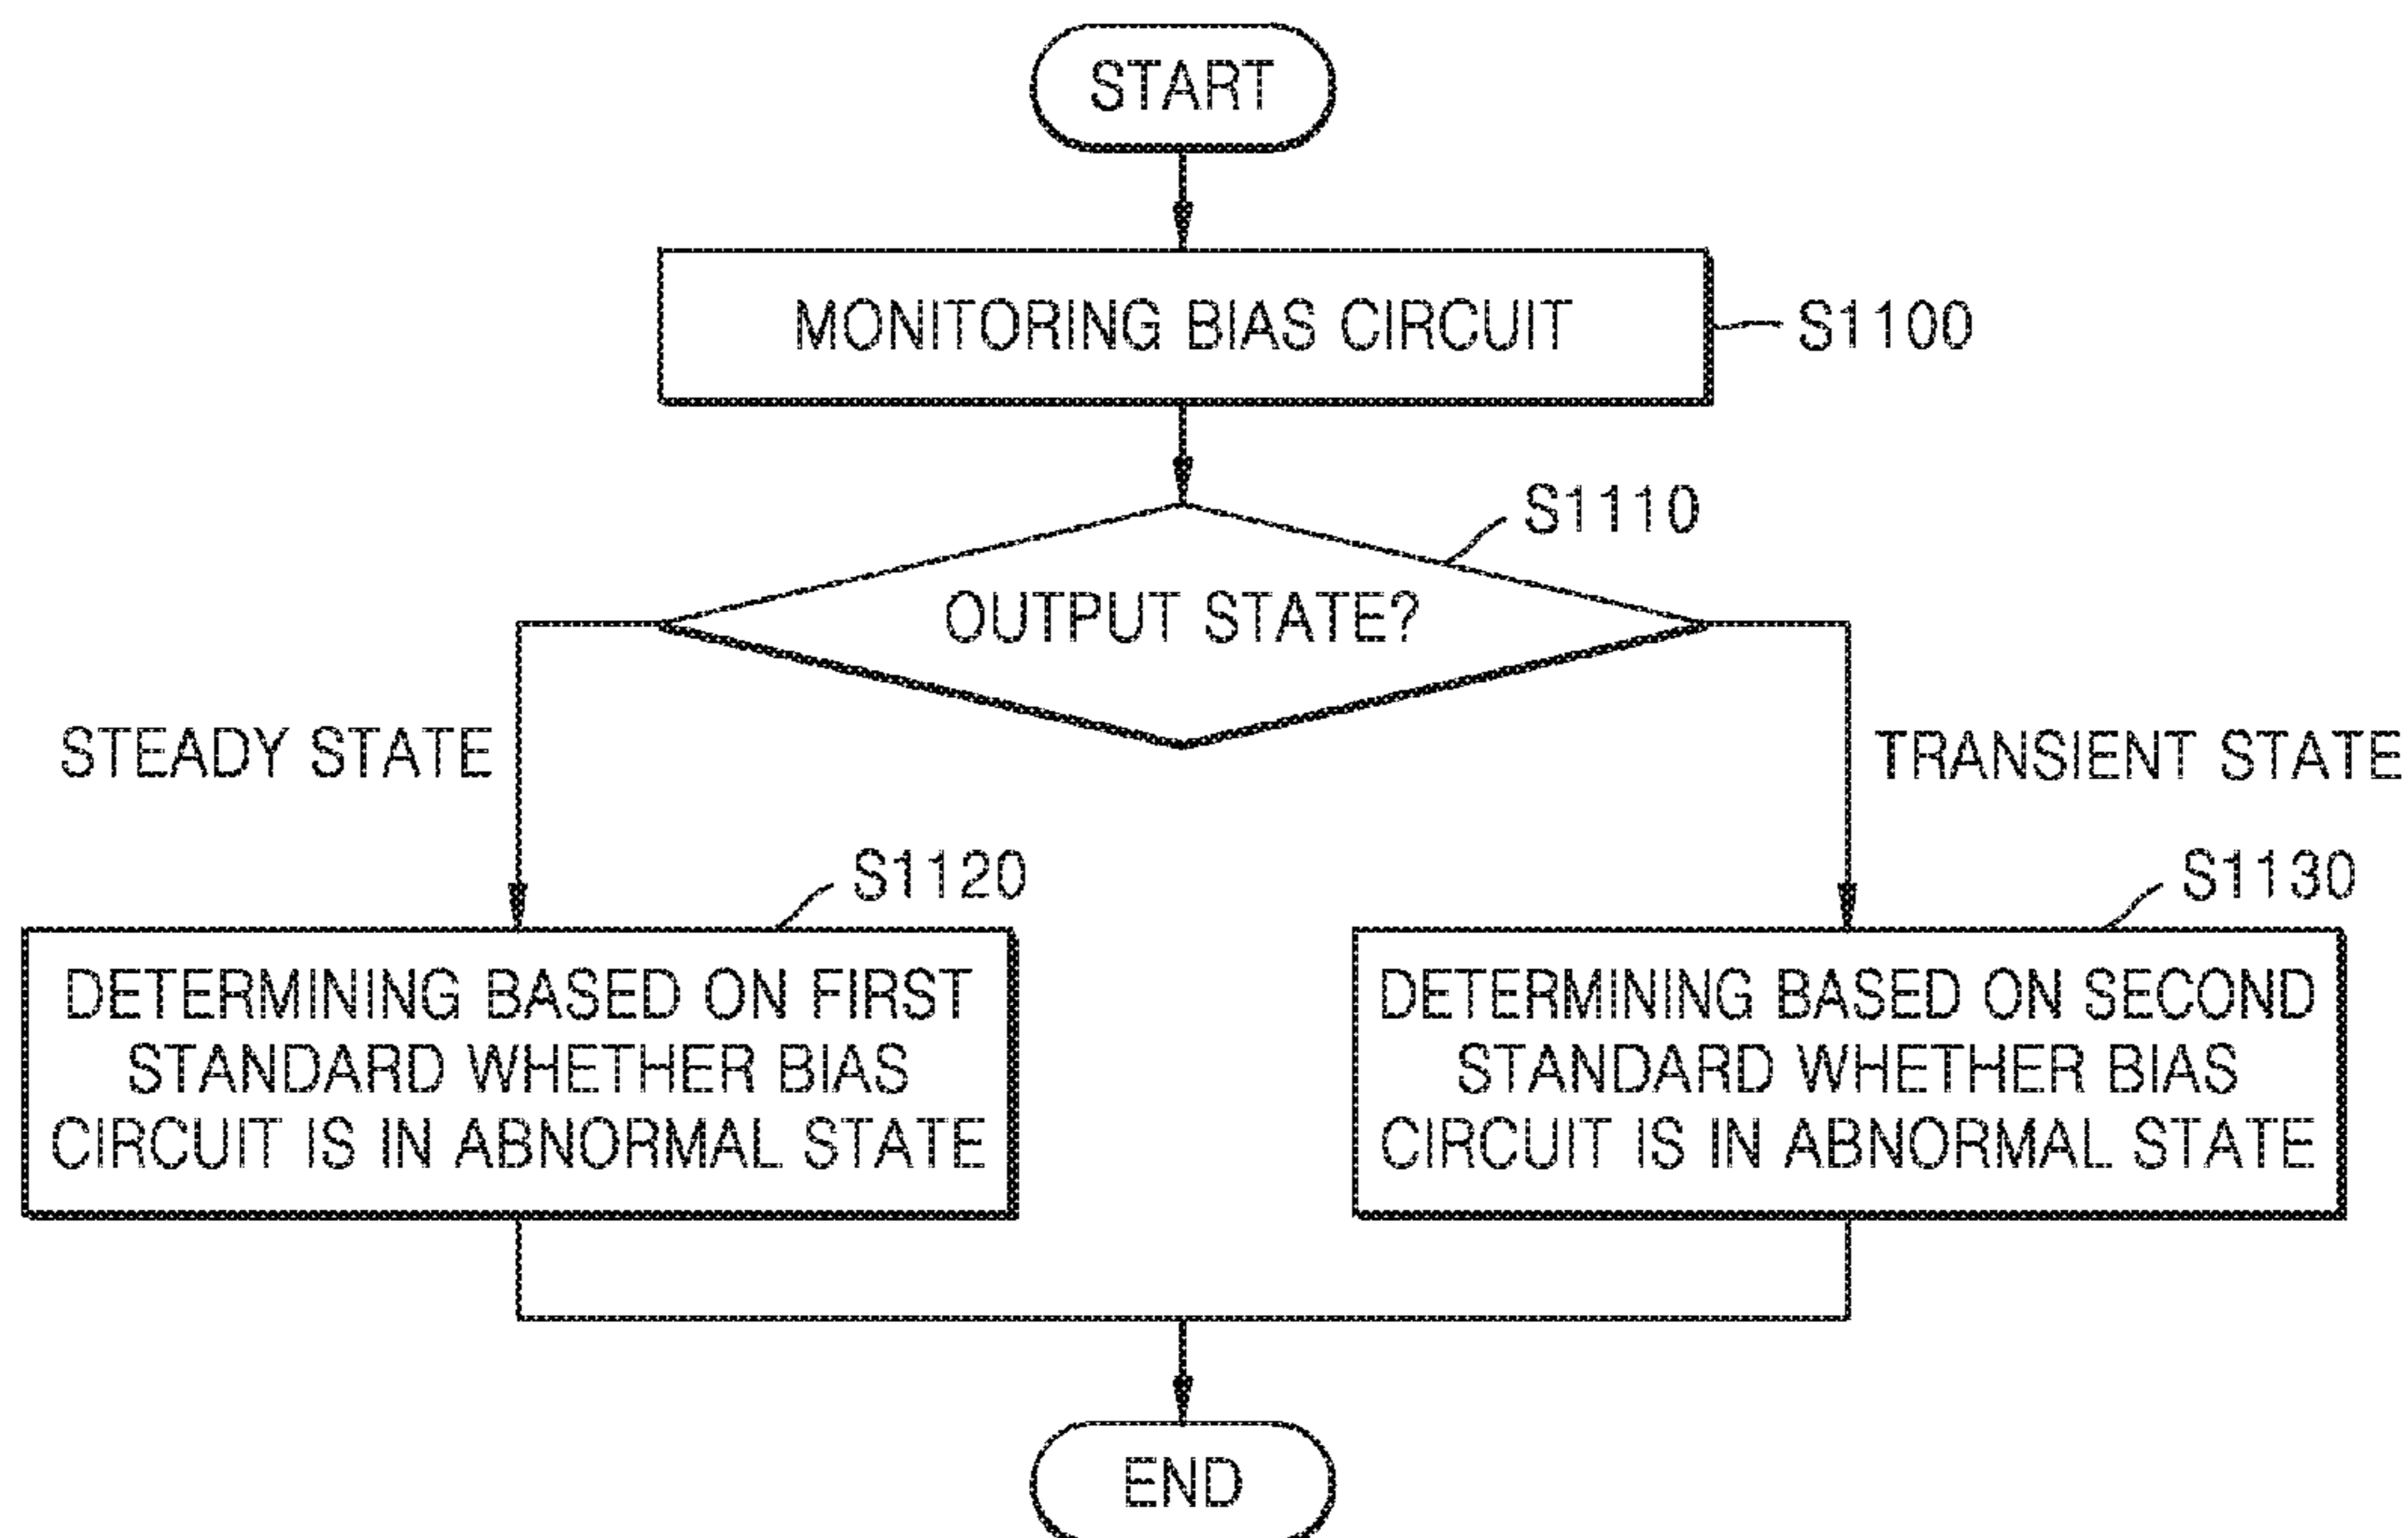 START
MONITORING BIAS CIRCUIT
S1100
S1110
OUTPUT STATE?
STEADY STATE
TRANSIENT STATE
S1120
DETERMINING BASED ON FIRST
STANDARD WHETHER BIAS
CIRCUIT IS IN ABNORMAL STATE
S1130
DETERMINING BASED ON SECOND
STANDARD WHETHER BIAS
CIRCUIT IS IN ABNORMAL STATE
END